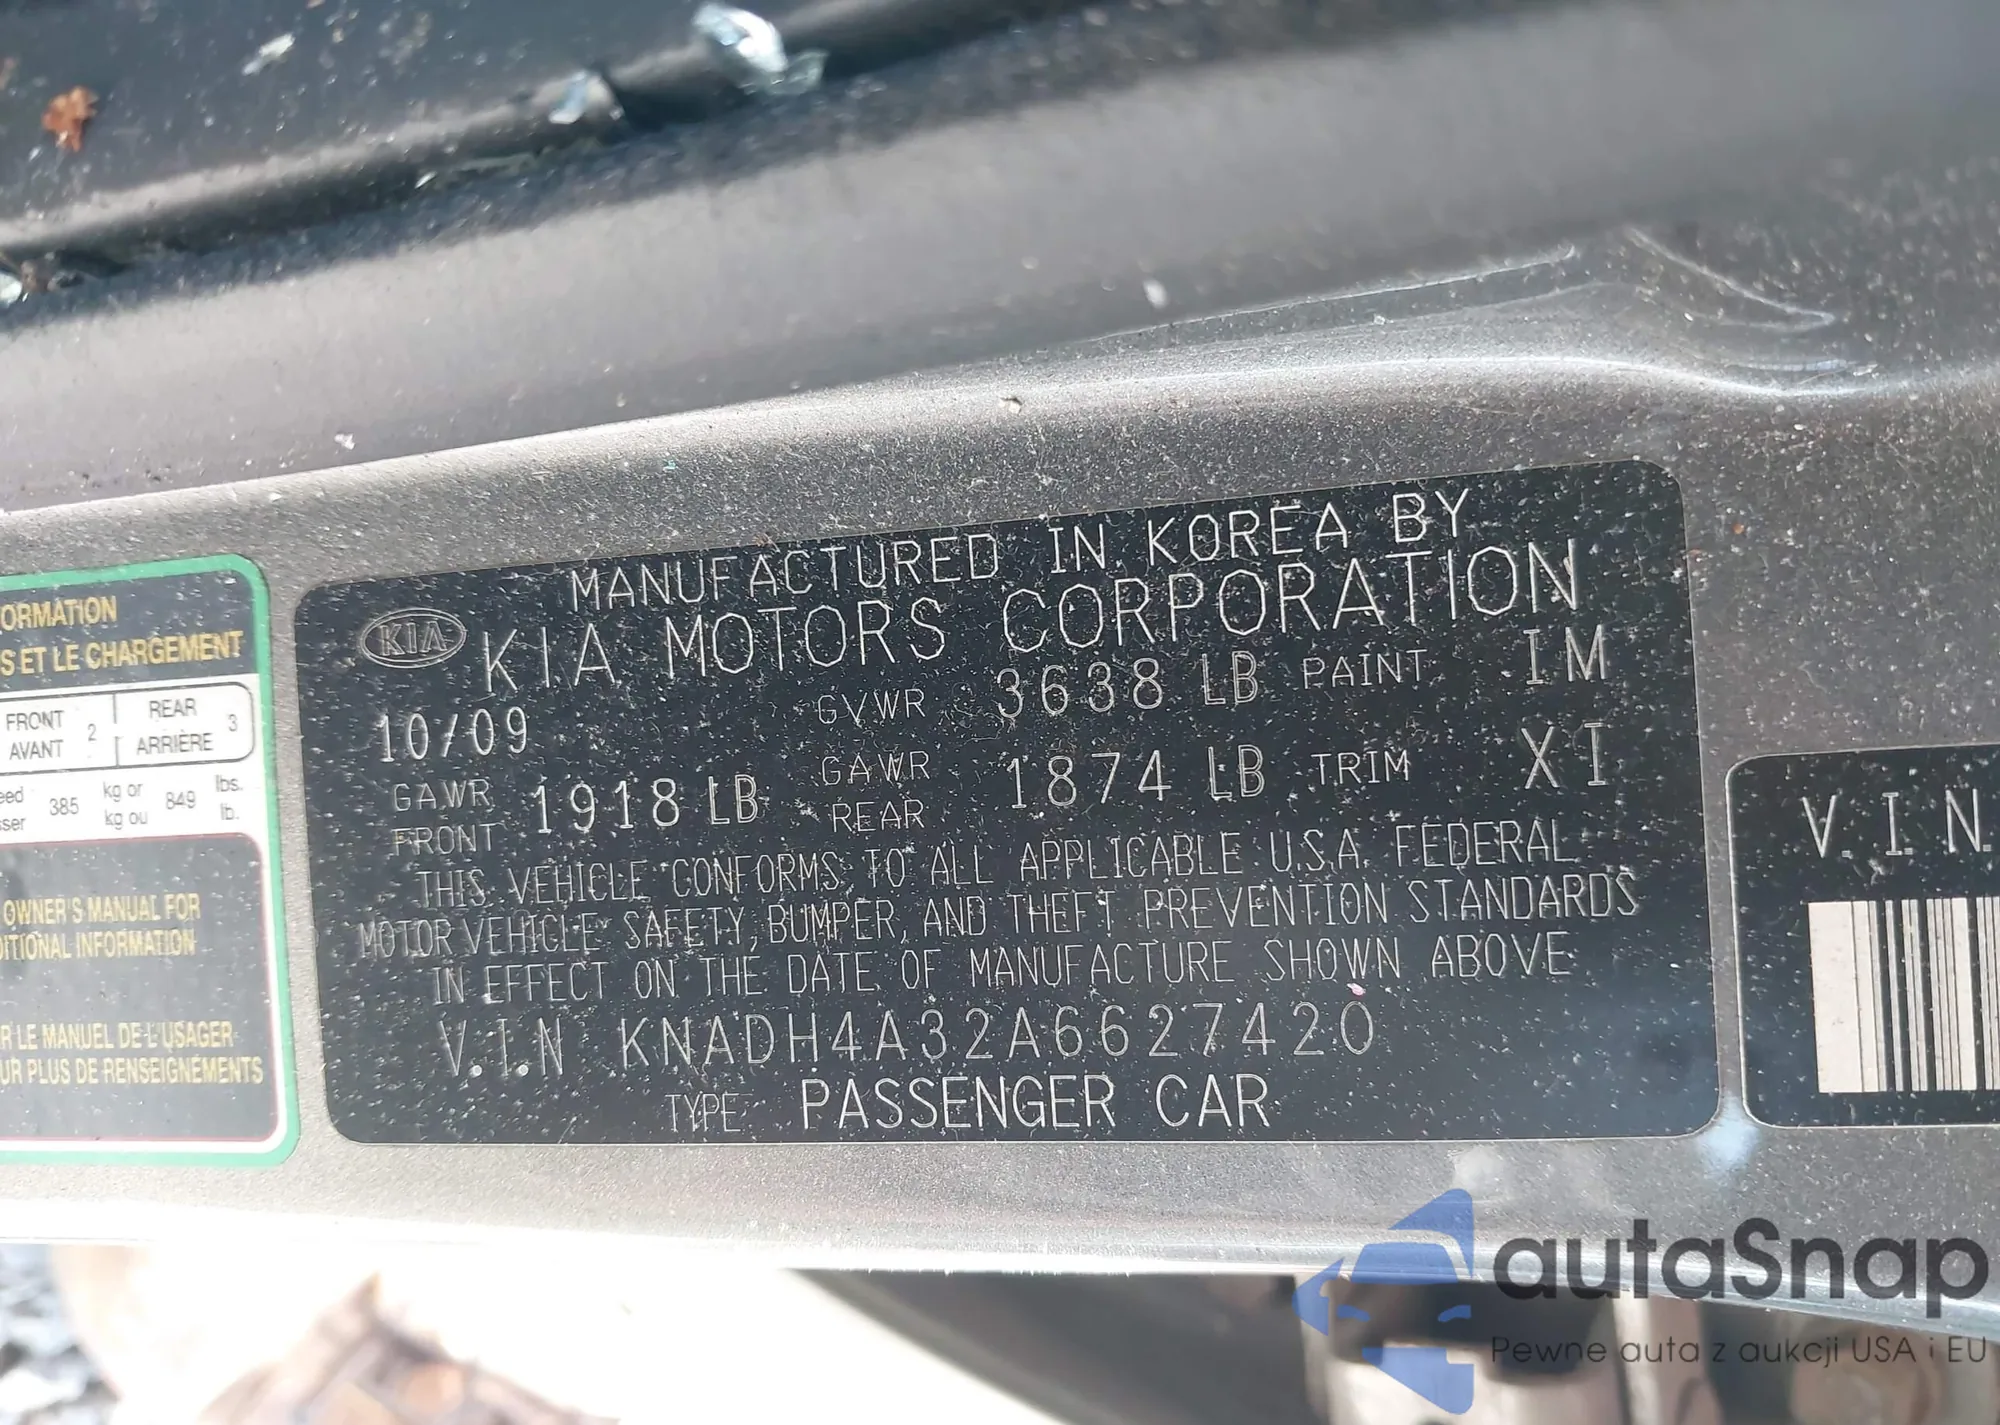 ORMATION
S ET LE CHARGEMENT
FRONT AVANT 2 REAR ARRIÈRE 3
385 kg or kg ou 849 lbs. lb.
OWNER'S MANUAL FOR
INFORMATION
R LE MANUEL DE L'USAGER
UR PLUS DE RENSEIGNEMENTS
MANUFACTURED IN KOREA BY
KIA KIA MOTORS CORPORATION
10/09 GVWR 3638 LB PAINT IM
GAWR FRONT 1918 LB GAWR REAR 1874 LB TRIM XI
THIS VEHICLE CONFORMS TO ALL APPLICABLE U.S.A. FEDERAL
MOTOR VEHICLE SAFETY, BUMPER, AND THEFT PREVENTION STANDARDS
IN EFFECT ON THE DATE OF MANUFACTURE SHOWN ABOVE
V.I.N KNADH4A32A6627420
TYPE PASSENGER CAR
V.I.N.
autaSnap
Pewne auta z aukcji USA i EU